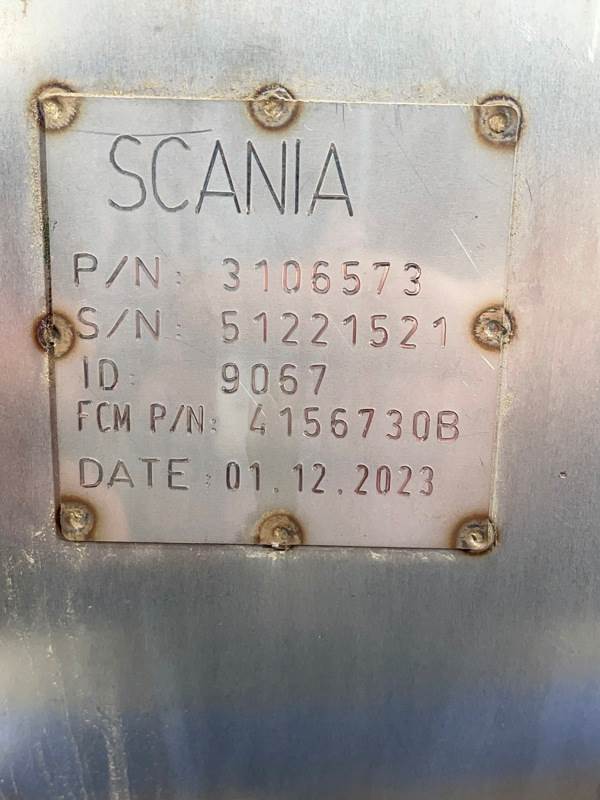 SCANIA
P/N: 3106573
S/N: 51221521
ID: 9067
FCM P/N: 4156730B
DATE: 01.12.2023